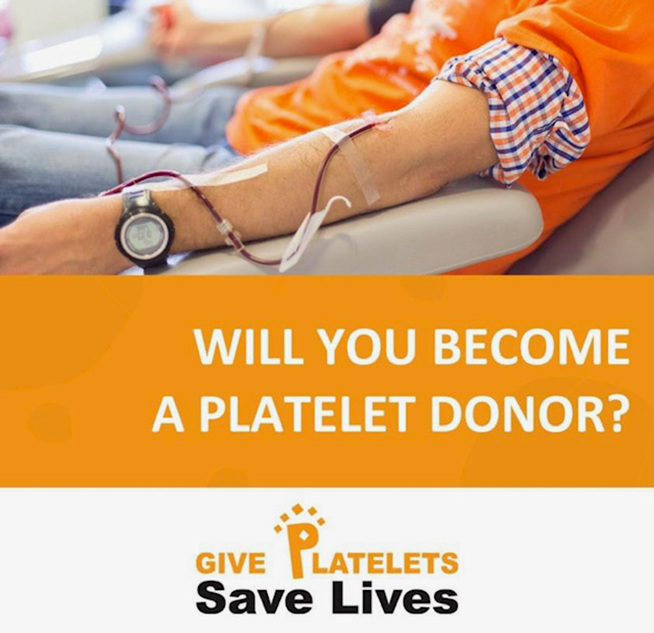 WILL YOU BECOME
A PLATELET DONOR?
GIVE PLATELETS
Save Lives